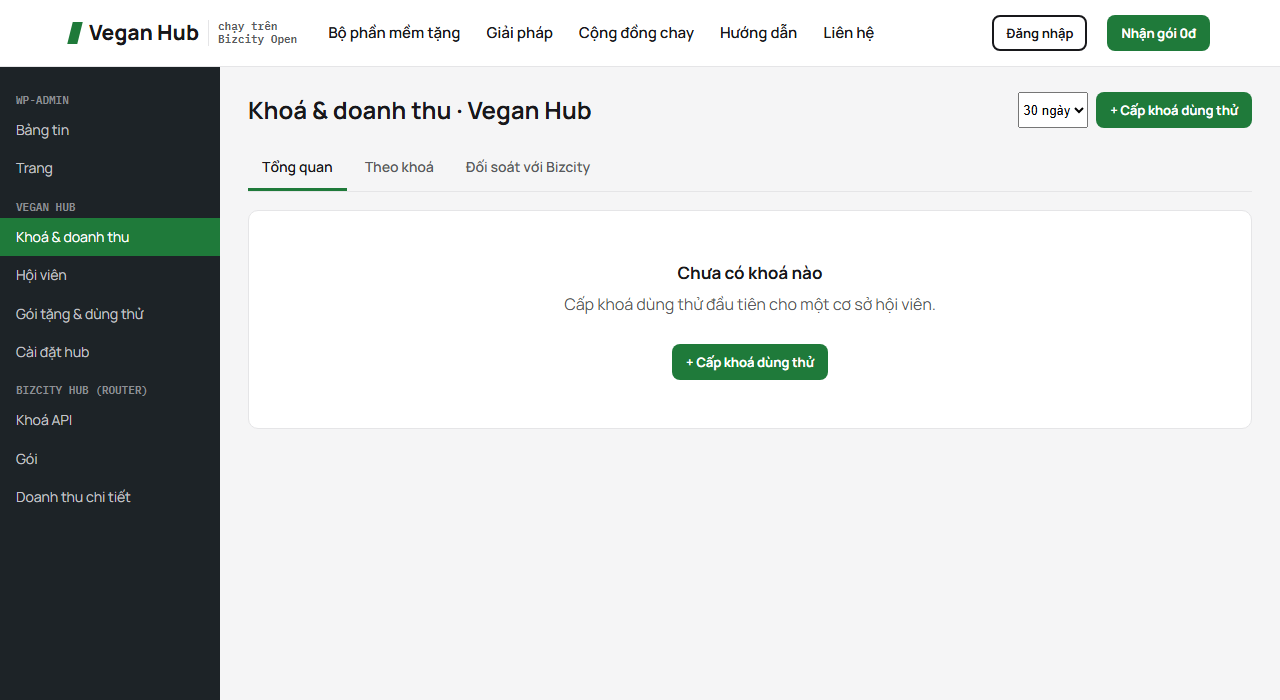 Vegan Hub
chạy trên
Bizcity Open
Bộ phần mềm tặng
Giải pháp
Cộng đồng chay
Hướng dẫn
Liên hệ
Đăng nhập
Nhận gói 0đ
WP-ADMIN
Bảng tin
Trang
VEGAN HUB
Khoá & doanh thu
Hội viên
Gói tặng & dùng thử
Cài đặt hub
BIZCITY HUB (ROUTER)
Khoá API
Gói
Doanh thu chi tiết
Khoá & doanh thu · Vegan Hub
30 ngày
+ Cấp khoá dùng thử
Tổng quan
Theo khoá
Đối soát với Bizcity
Chưa có khoá nào
Cấp khoá dùng thử đầu tiên cho một cơ sở hội viên.
+ Cấp khoá dùng thử